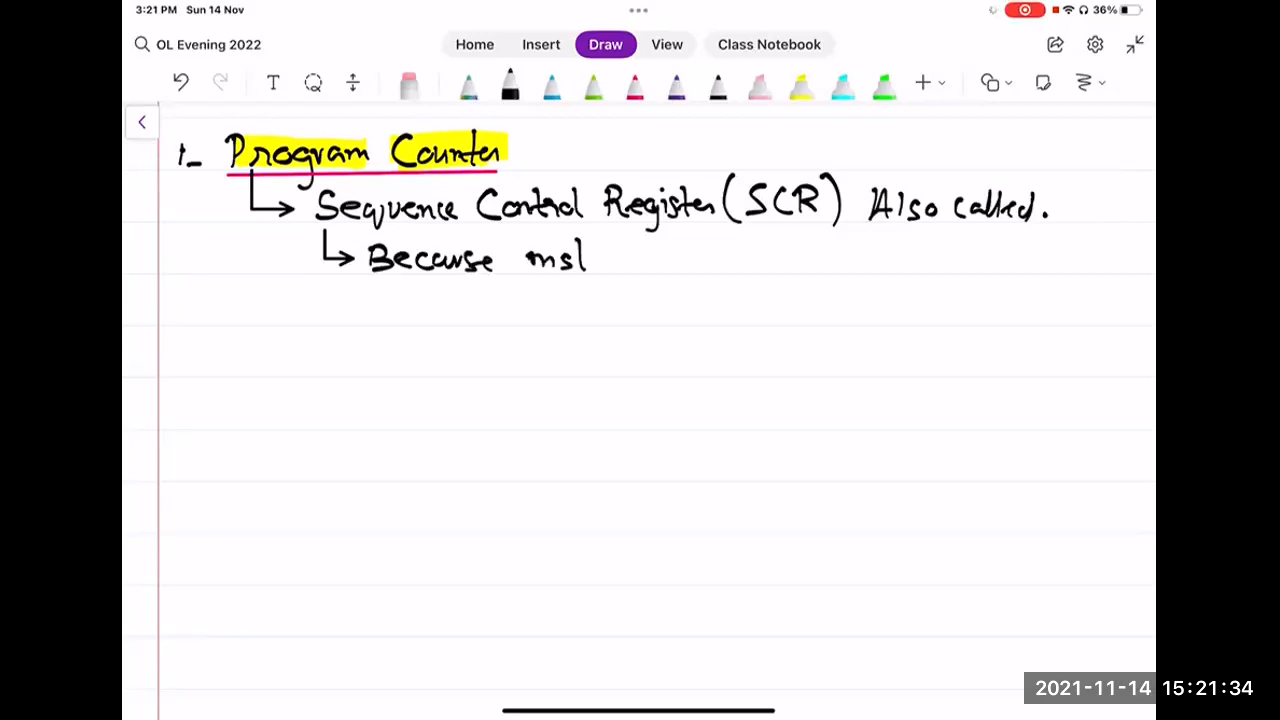 3:21 PM Sun 14 Nov
36%
OL Evening 2022
Home Insert Draw View Class Notebook
T
1- Program Counter
Sequence Control Register (SCR) Also called.
Because
2021-11-14 15:21:34